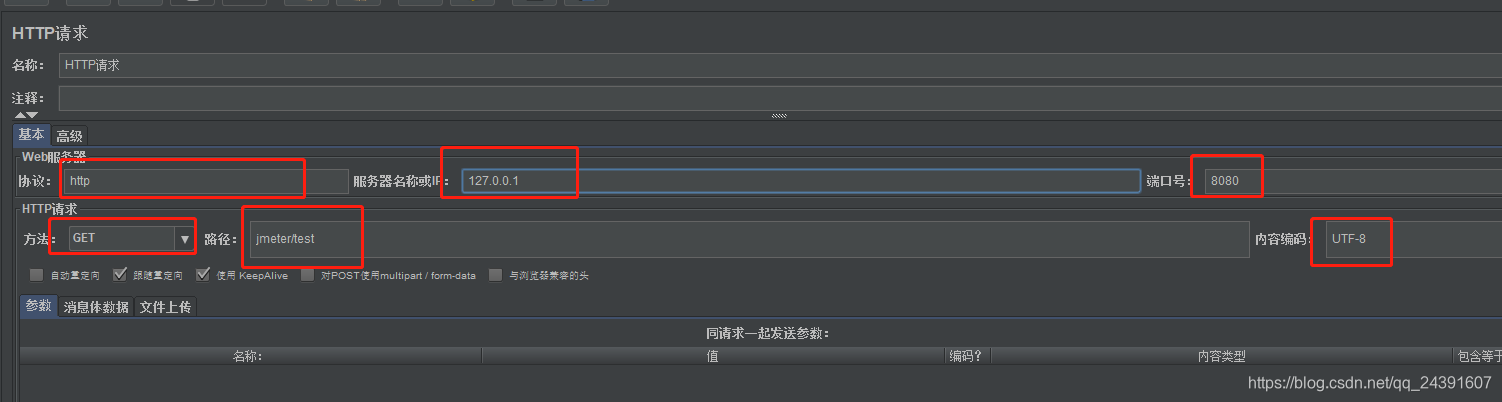 HTTP请求
名称： HTTP请求
注释：
基本 高级
Web服务器
协议： http 服务器名称或IP： 127.0.0.1 端口号： 8080
HTTP请求
方法： GET 路径： jmeter/test 内容编码： UTF-8
自动重定向 跟随重定向 使用 KeepAlive 对POST使用multipart / form-data 与浏览器兼容的头
参数 消息体数据 文件上传
同请求一起发送参数：
名称： 值 编码？ 内容类型 包含等于
https://blog.csdn.net/qq_24391607